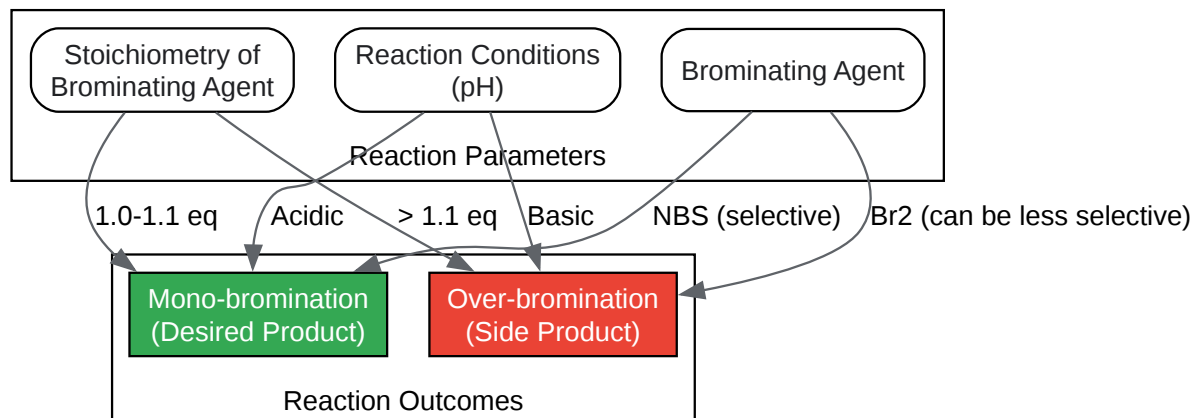 Stoichiometry of
Brominating Agent
Reaction Conditions
(pH)
Brominating Agent
Reaction Parameters
1.0-1.1 eq
Acidic
> 1.1 eq
Basic
NBS (selective)
Br2 (can be less selective)
Mono-bromination
(Desired Product)
Over-bromination
(Side Product)
Reaction Outcomes